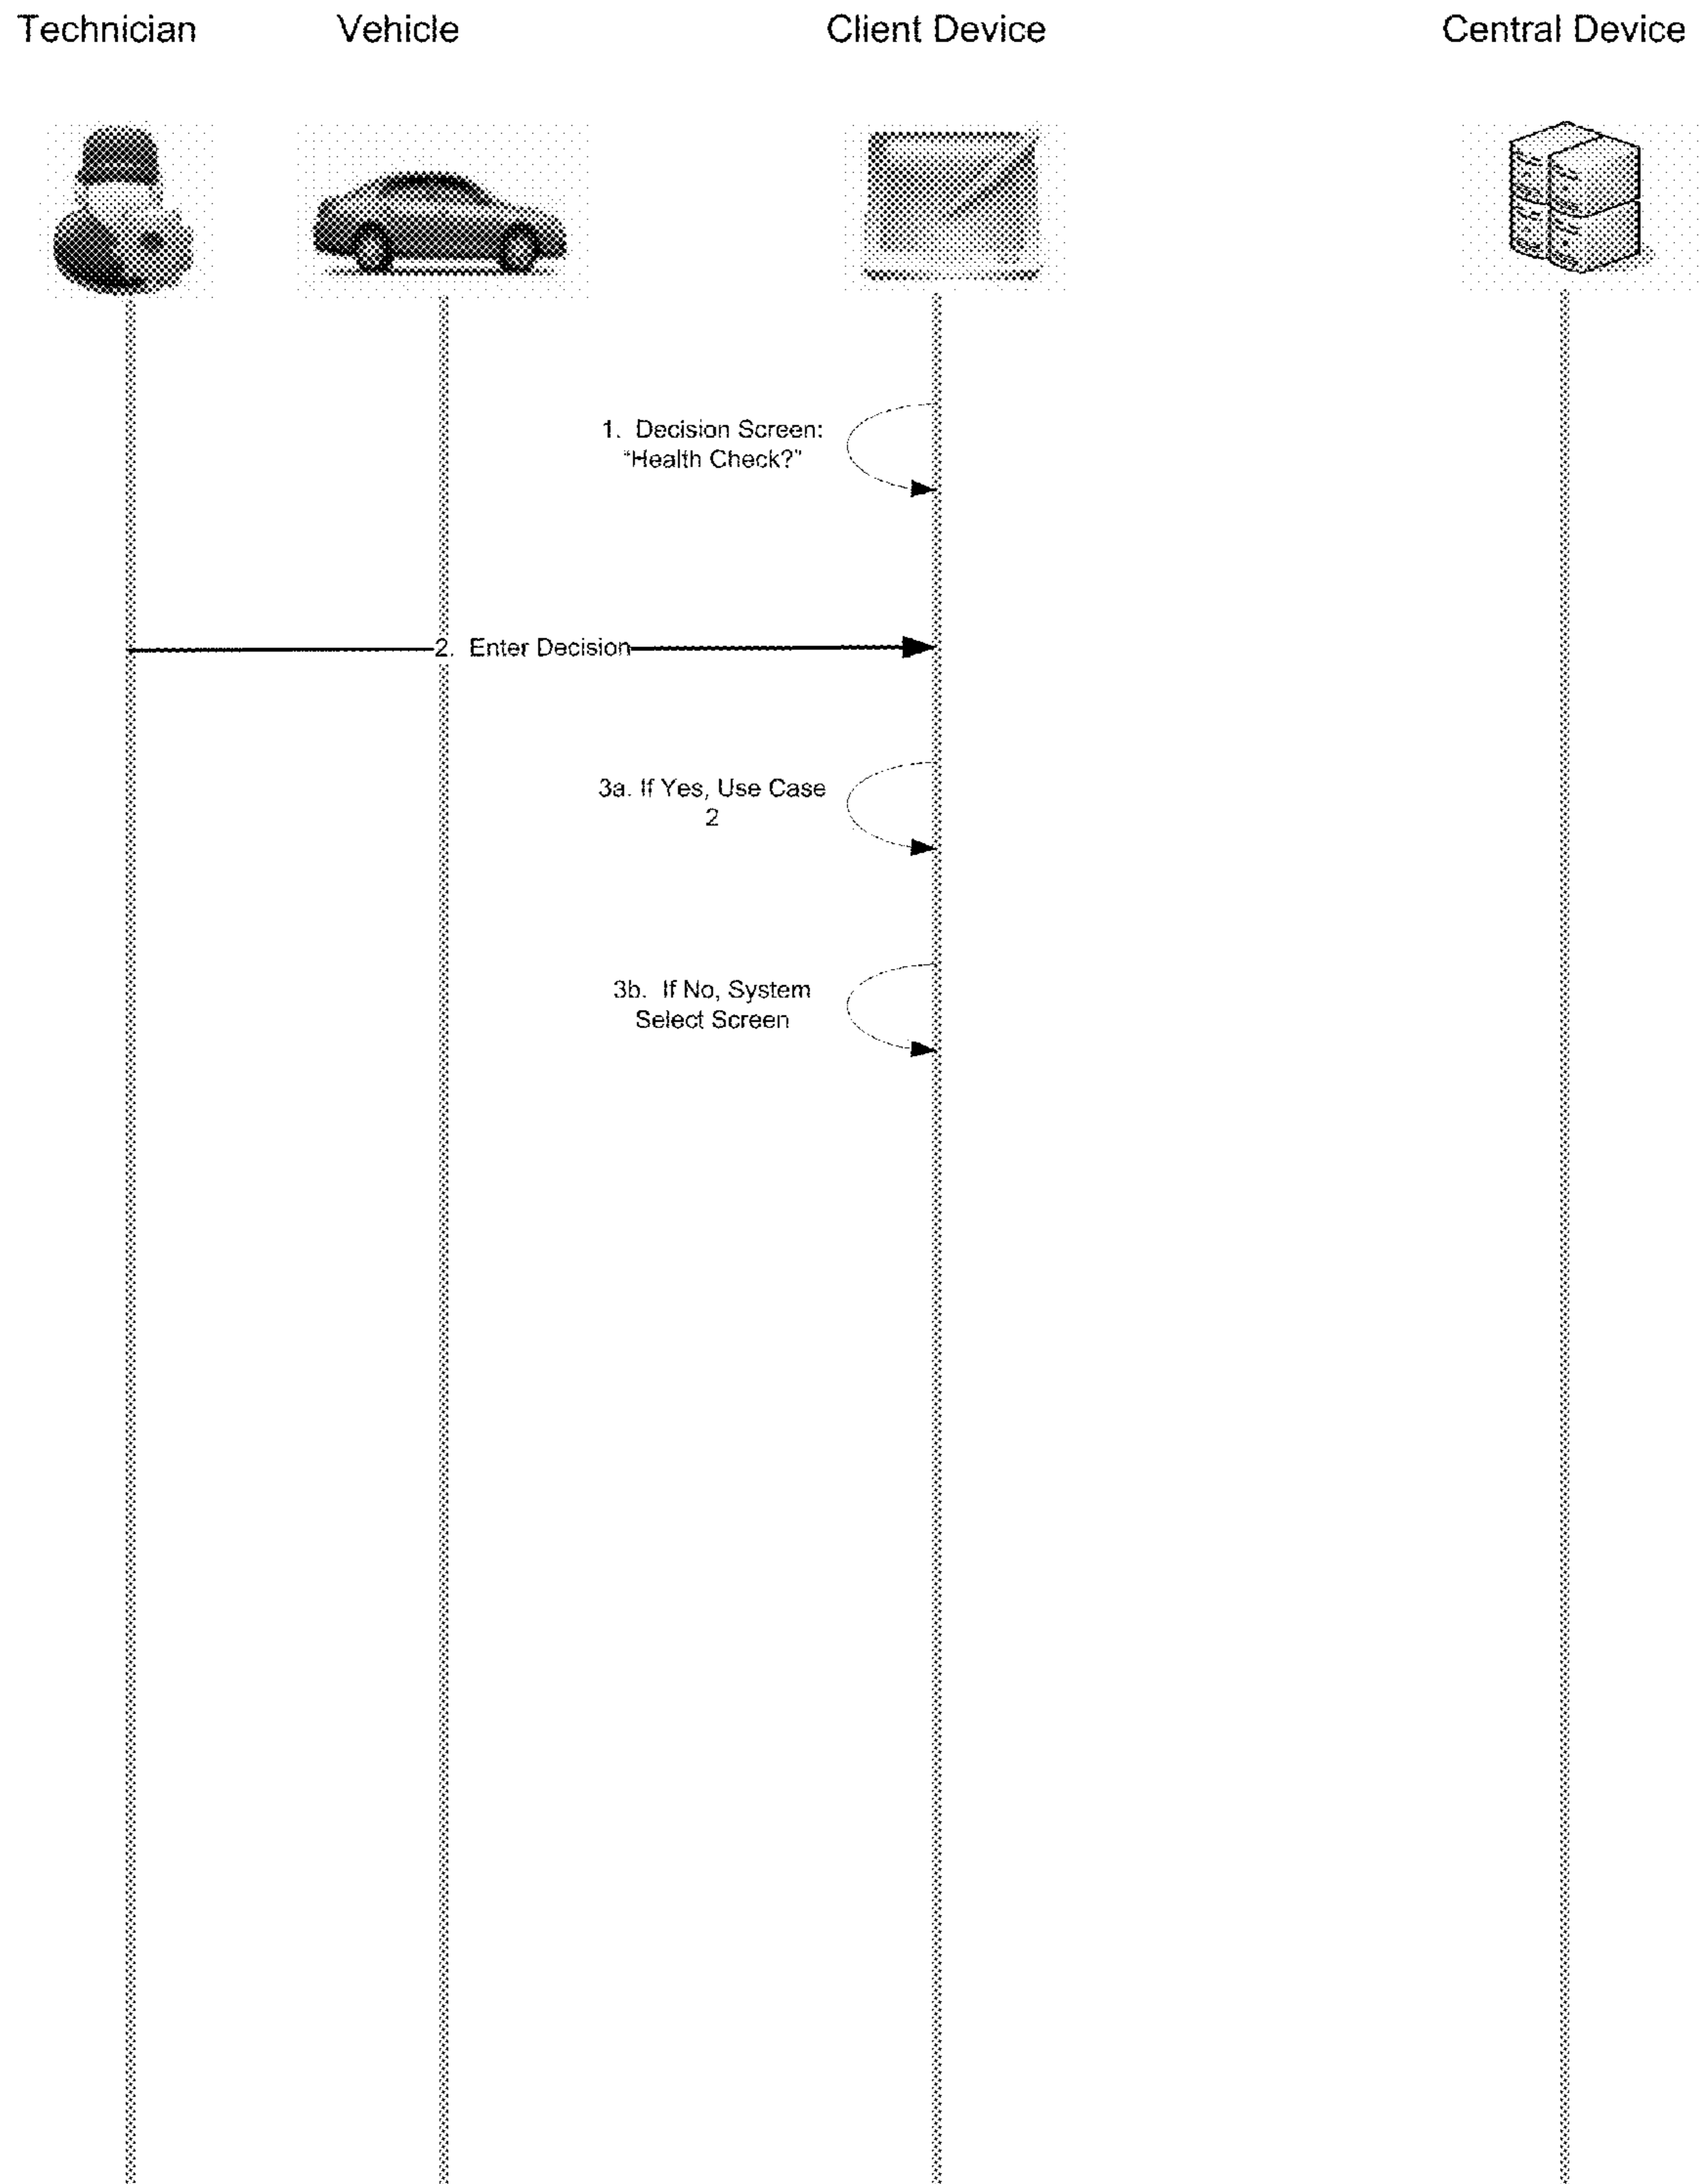 Technician
Vehicle
Client Device
Central Device
1. Decision Screen:
"Health Check?"
2. Enter Decision
3a. If Yes, Use Case
2
3b. If No, System
Select Screen